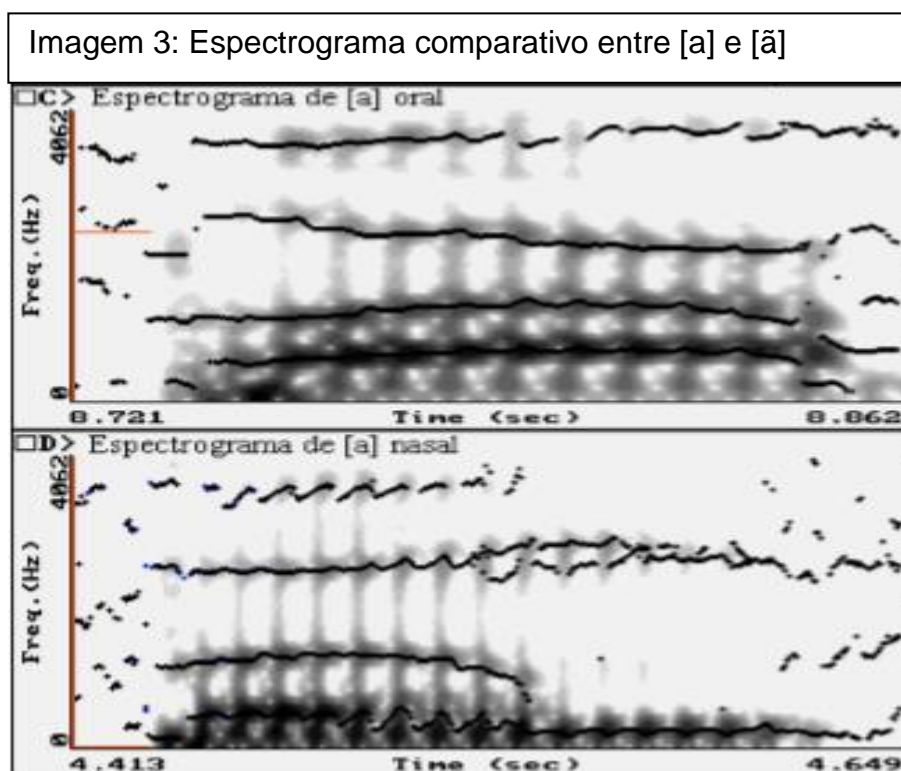 Imagem 3: Espectrograma comparativo entre [a] e [ã]
C> Espectrograma de [a] oral
4062
Freq.(Hz)
0
8.721 Time (sec) 8.862
D> Espectrograma de [a] nasal
4062
Freq.(Hz
0
4.413 Time (sec) 4.649